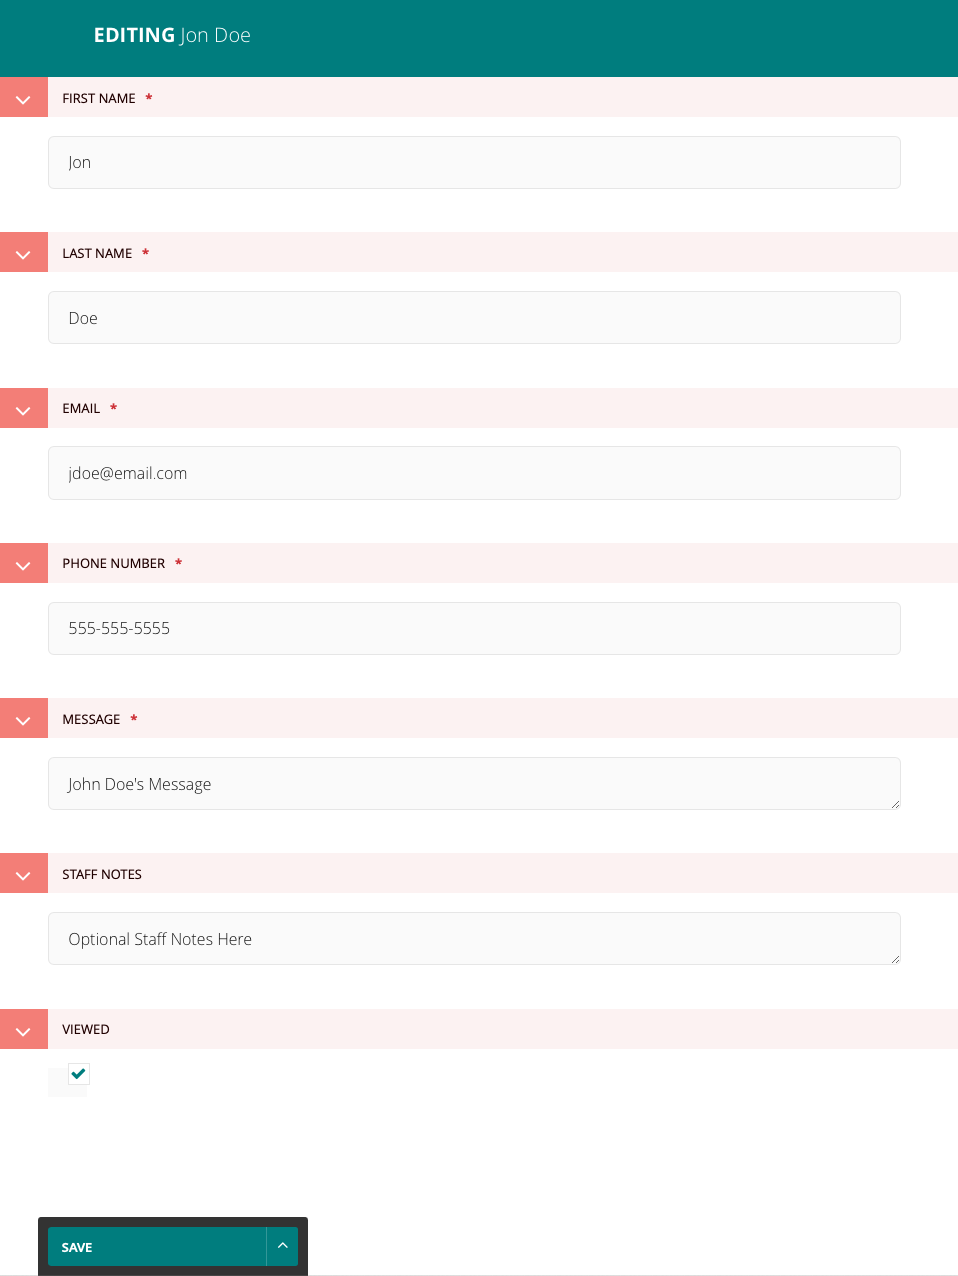 EDITING Jon Doe
FIRST NAME *
Jon
LAST NAME *
Doe
EMAIL *
jdoe@email.com
PHONE NUMBER *
555-555-5555
MESSAGE *
John Doe's Message
STAFF NOTES
Optional Staff Notes Here
VIEWED
SAVE